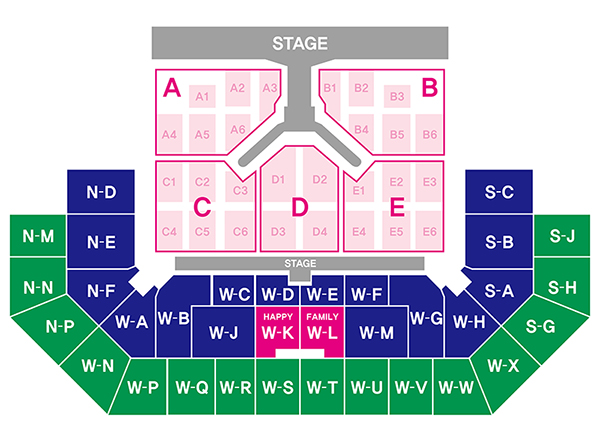 STAGE
A
A1
A2
A3
B1
B2
B3
B
A4
A5
A6
B4
B5
B6
C1
C2
C3
D1
D2
E1
E2
E3
C
D
E
C4
C5
C6
D3
D4
E4
E5
E6
N-D
S-C
N-M
N-E
S-B
S-J
STAGE
N-N
N-F
W-C
W-D
W-E
W-F
S-A
S-H
N-P
W-A
W-B
W-J
HAPPY
W-K
FAMILY
W-L
W-M
W-G
W-H
S-G
W-N
W-X
W-P
W-Q
W-R
W-S
W-T
W-U
W-V
W-W